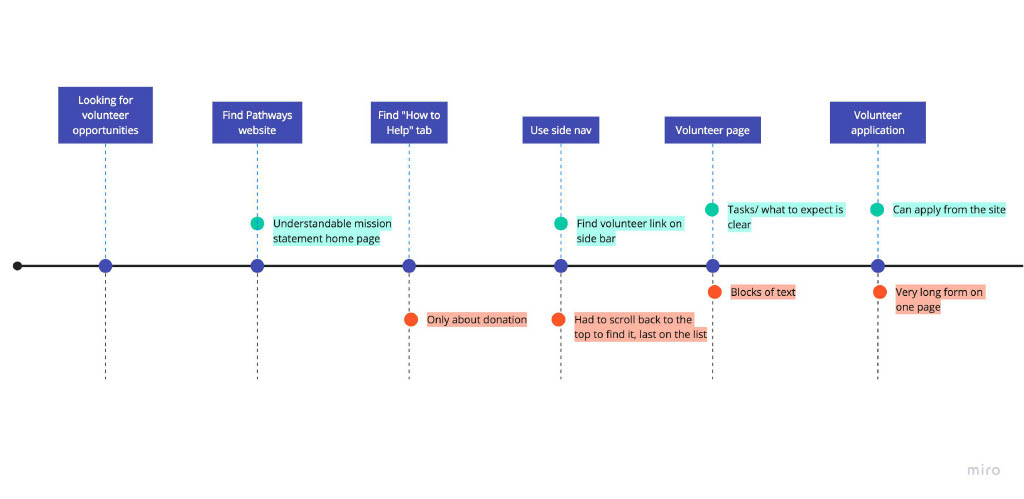 Looking for
volunteer
opportunities
Find Pathways
website
Find "How to
Help" tab
Use side nav
Volunteer page
Volunteer
application
Understandable mission
statement home page
Find volunteer link on
side bar
Tasks/ what to expect is
clear
Can apply from the site
Only about donation
Had to scroll back to the
top to find it, last on the list
Blocks of text
Very long form on
one page
miro